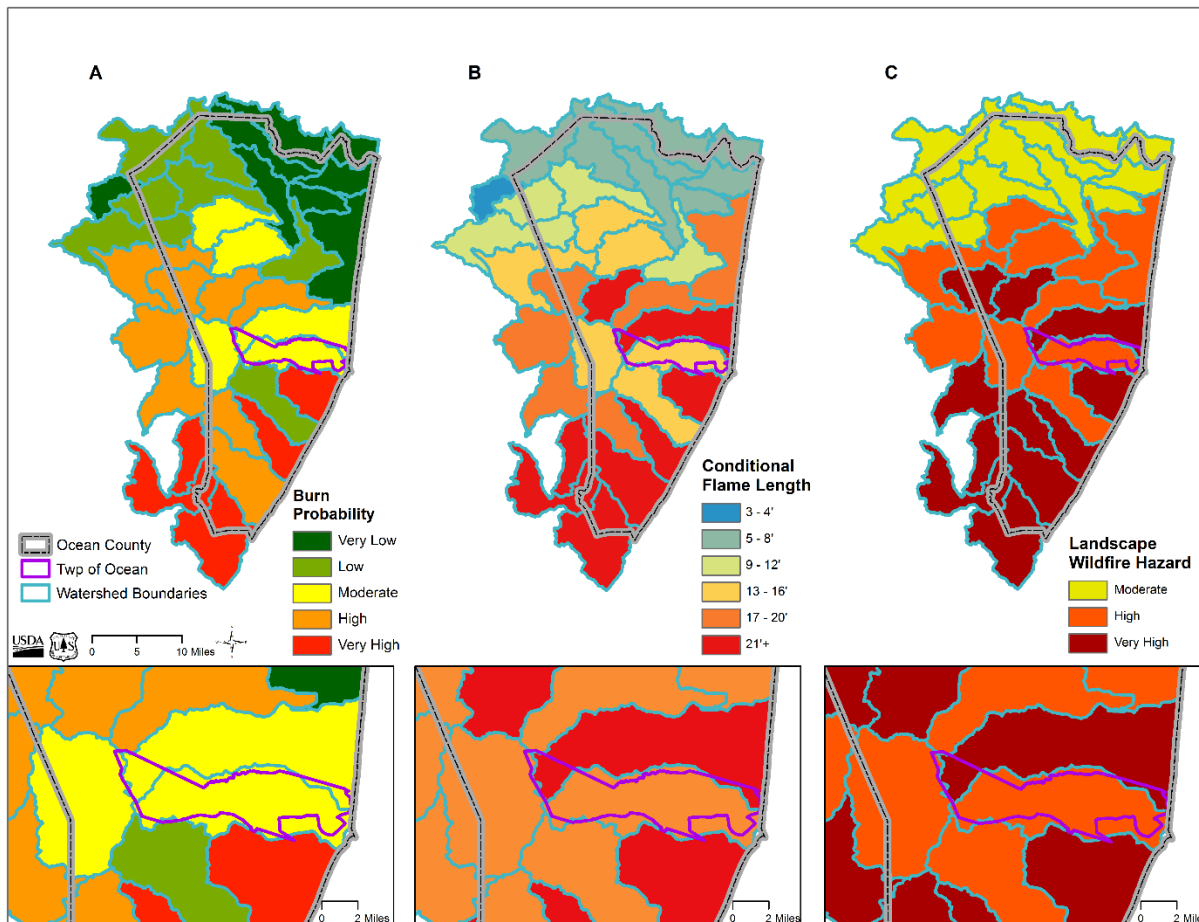 A
B
C
Ocean County
Twp of Ocean
Watershed Boundaries
USDA
U S
0 5 10 Miles
Burn
Probability
Very Low
Low
Moderate
High
Very High
Conditional
Flame Length
3 - 4'
5 - 8'
9 - 12'
13 - 16'
17 - 20'
21'+
Landscape
Wildfire Hazard
Moderate
High
Very High
0 2 Miles
0 2 Miles
0 2 Miles